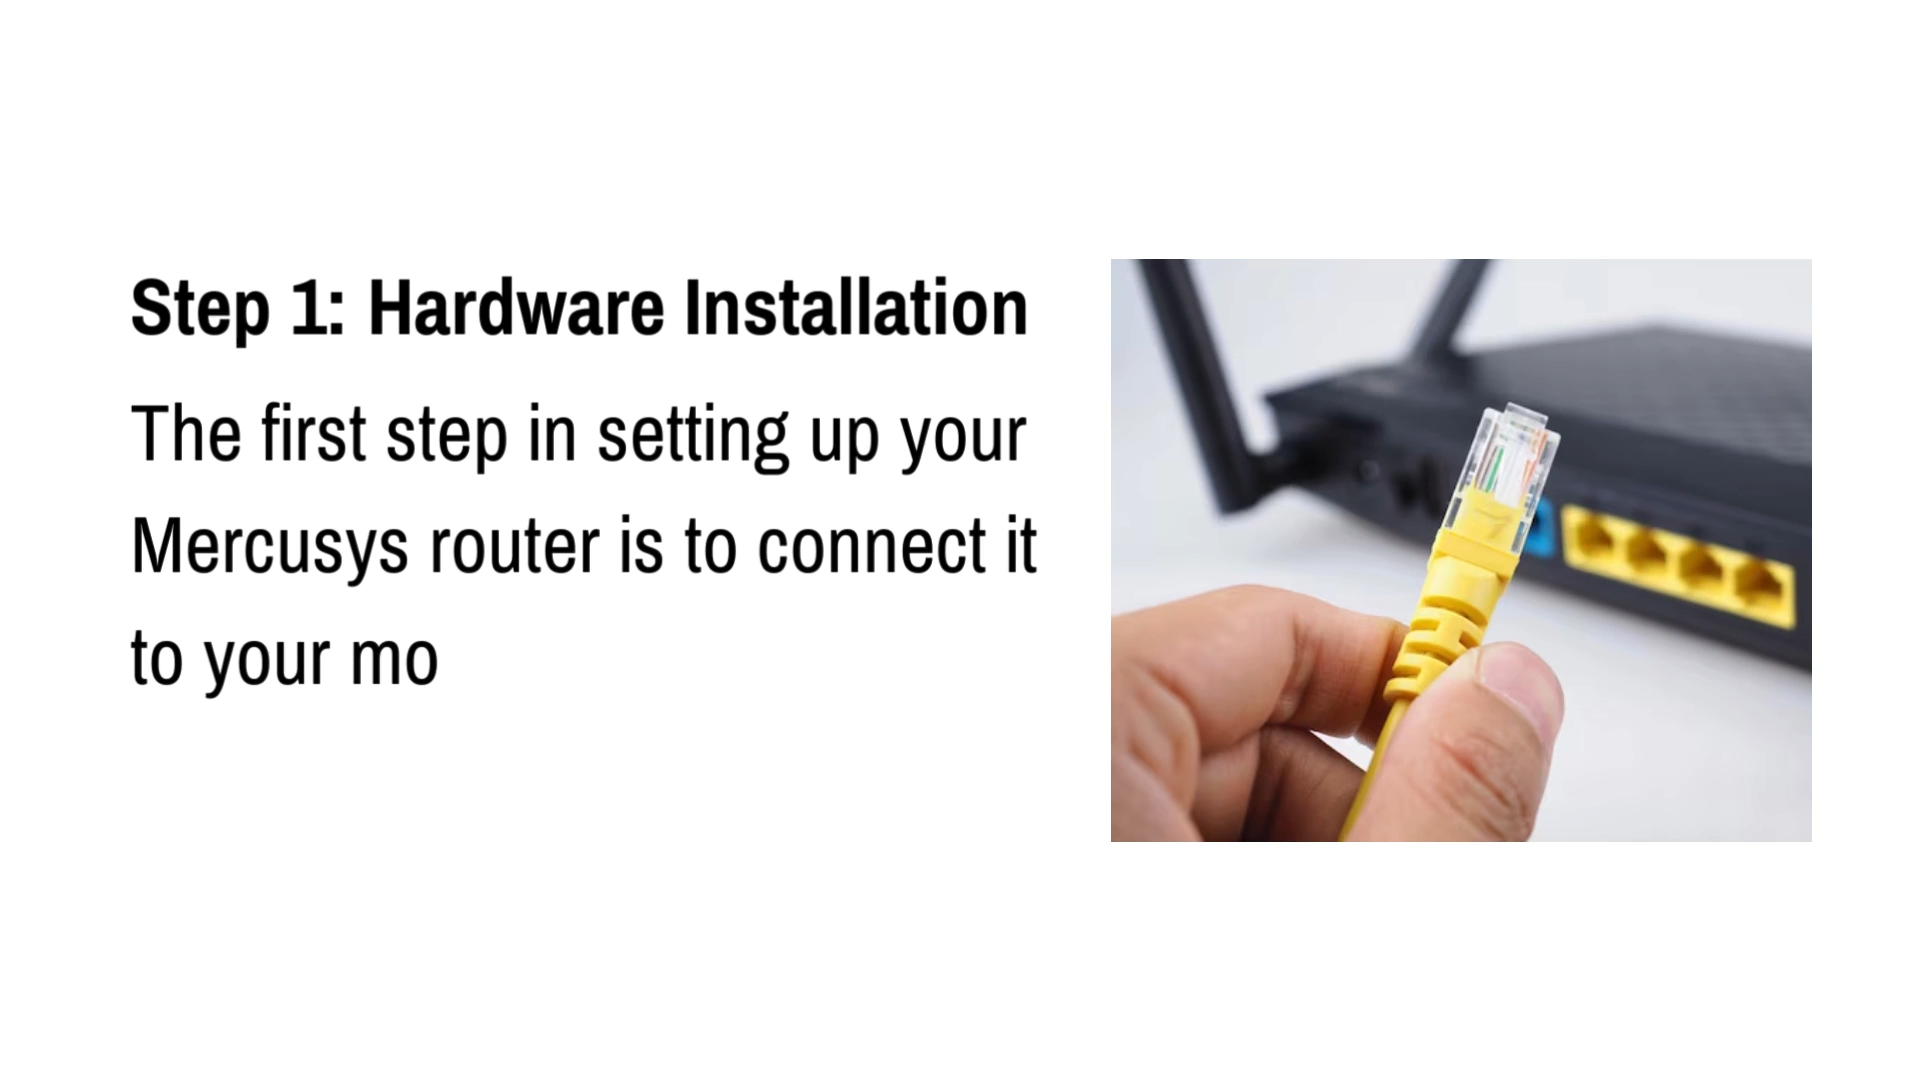 Step 1: Hardware Installation
The first step in setting up your
Mercusys router is to connect it
to your mo